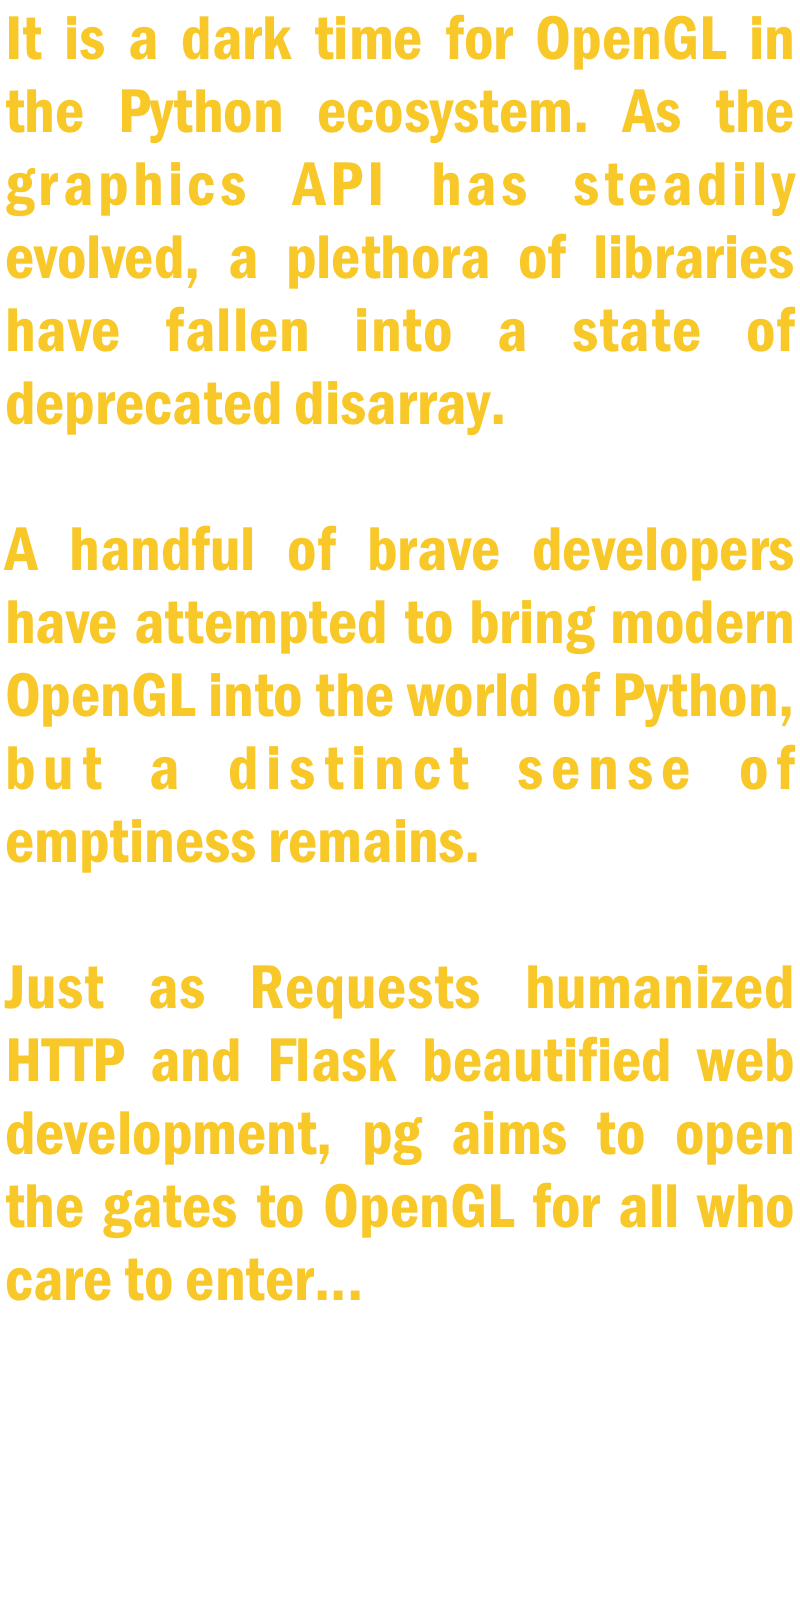 It is a dark time for OpenGL in
the Python ecosystem. As the
graphics API has steadily
evolved, a plethora of libraries
have fallen into a state of
deprecated disarray.
A handful of brave developers
have attempted to bring modern
OpenGL into the world of Python,
but a distinct sense of
emptiness remains.
Just as Requests humanized
HTTP and Flask beautified web
development, pg aims to open
the gates to OpenGL for all who
care to enter...